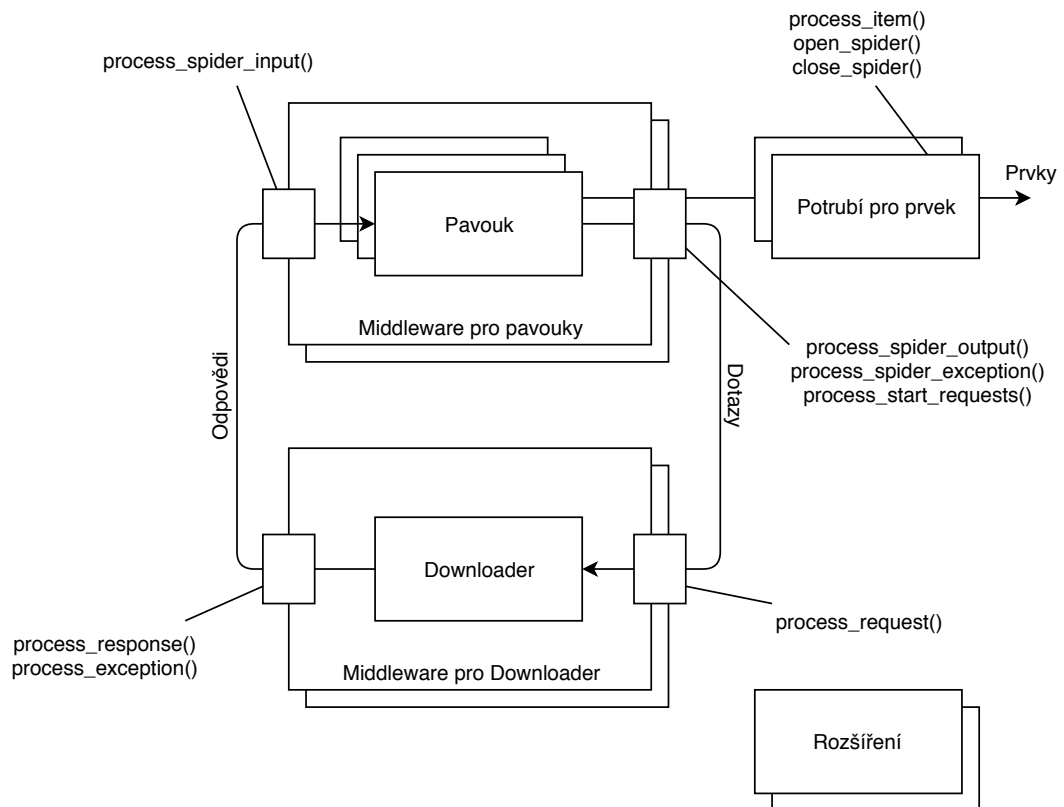 process_item()
open_spider()
close_spider()
process_spider_input()
Prvky
Pavouk
Potrubí pro prvek
Middleware pro pavouky
process_spider_output()
process_spider_exception()
process_start_requests()
Odpovědi
Dotazy
Downloader
process_request()
process_response()
process_exception()
Middleware pro Downloader
Rozšíření